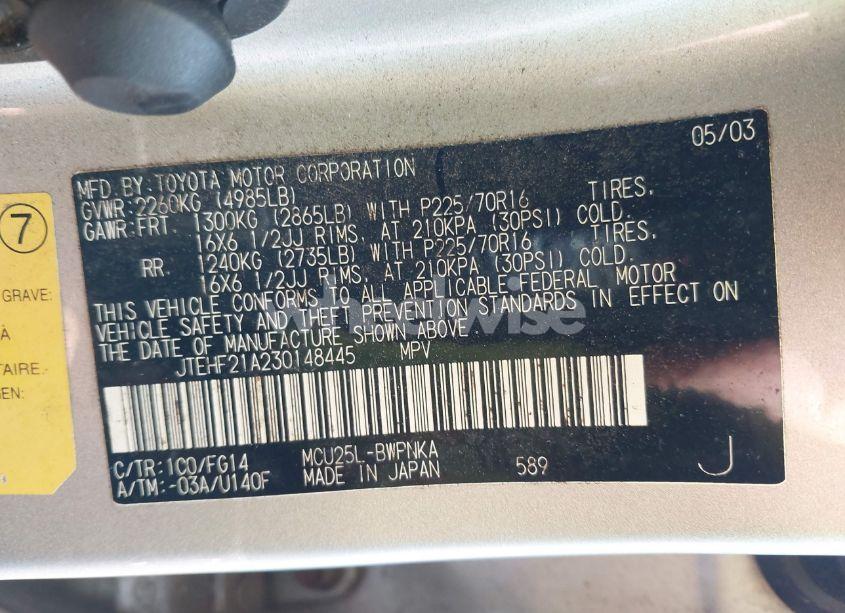 05/03
MFD. BY: TOYOTA MOTOR CORPORATION
GVWR: 2260KG (4985LB)
GAWR: FRT. 1300KG (2865LB) WITH P225/70R16 TIRES,
16X6 1/2JJ RIMS, AT 210KPA (30PSI) COLD.
RR. 1240KG (2735LB) WITH P225/70R16 TIRES,
16X6 1/2JJ RIMS, AT 210KPA (30PSI) COLD.
THIS VEHICLE CONFORMS TO ALL APPLICABLE FEDERAL MOTOR
VEHICLE SAFETY AND THEFT PREVENTION STANDARDS IN EFFECT ON
THE DATE OF MANUFACTURE SHOWN ABOVE.
JTEHF21A230148445 MPV
C/TR: 1C0/FG14 MCU25L-BWPNKA
A/TM: -03A/U140F MADE IN JAPAN 589 J
7
GRAVE:
À
TAIRE.-
EN:
wheelwise